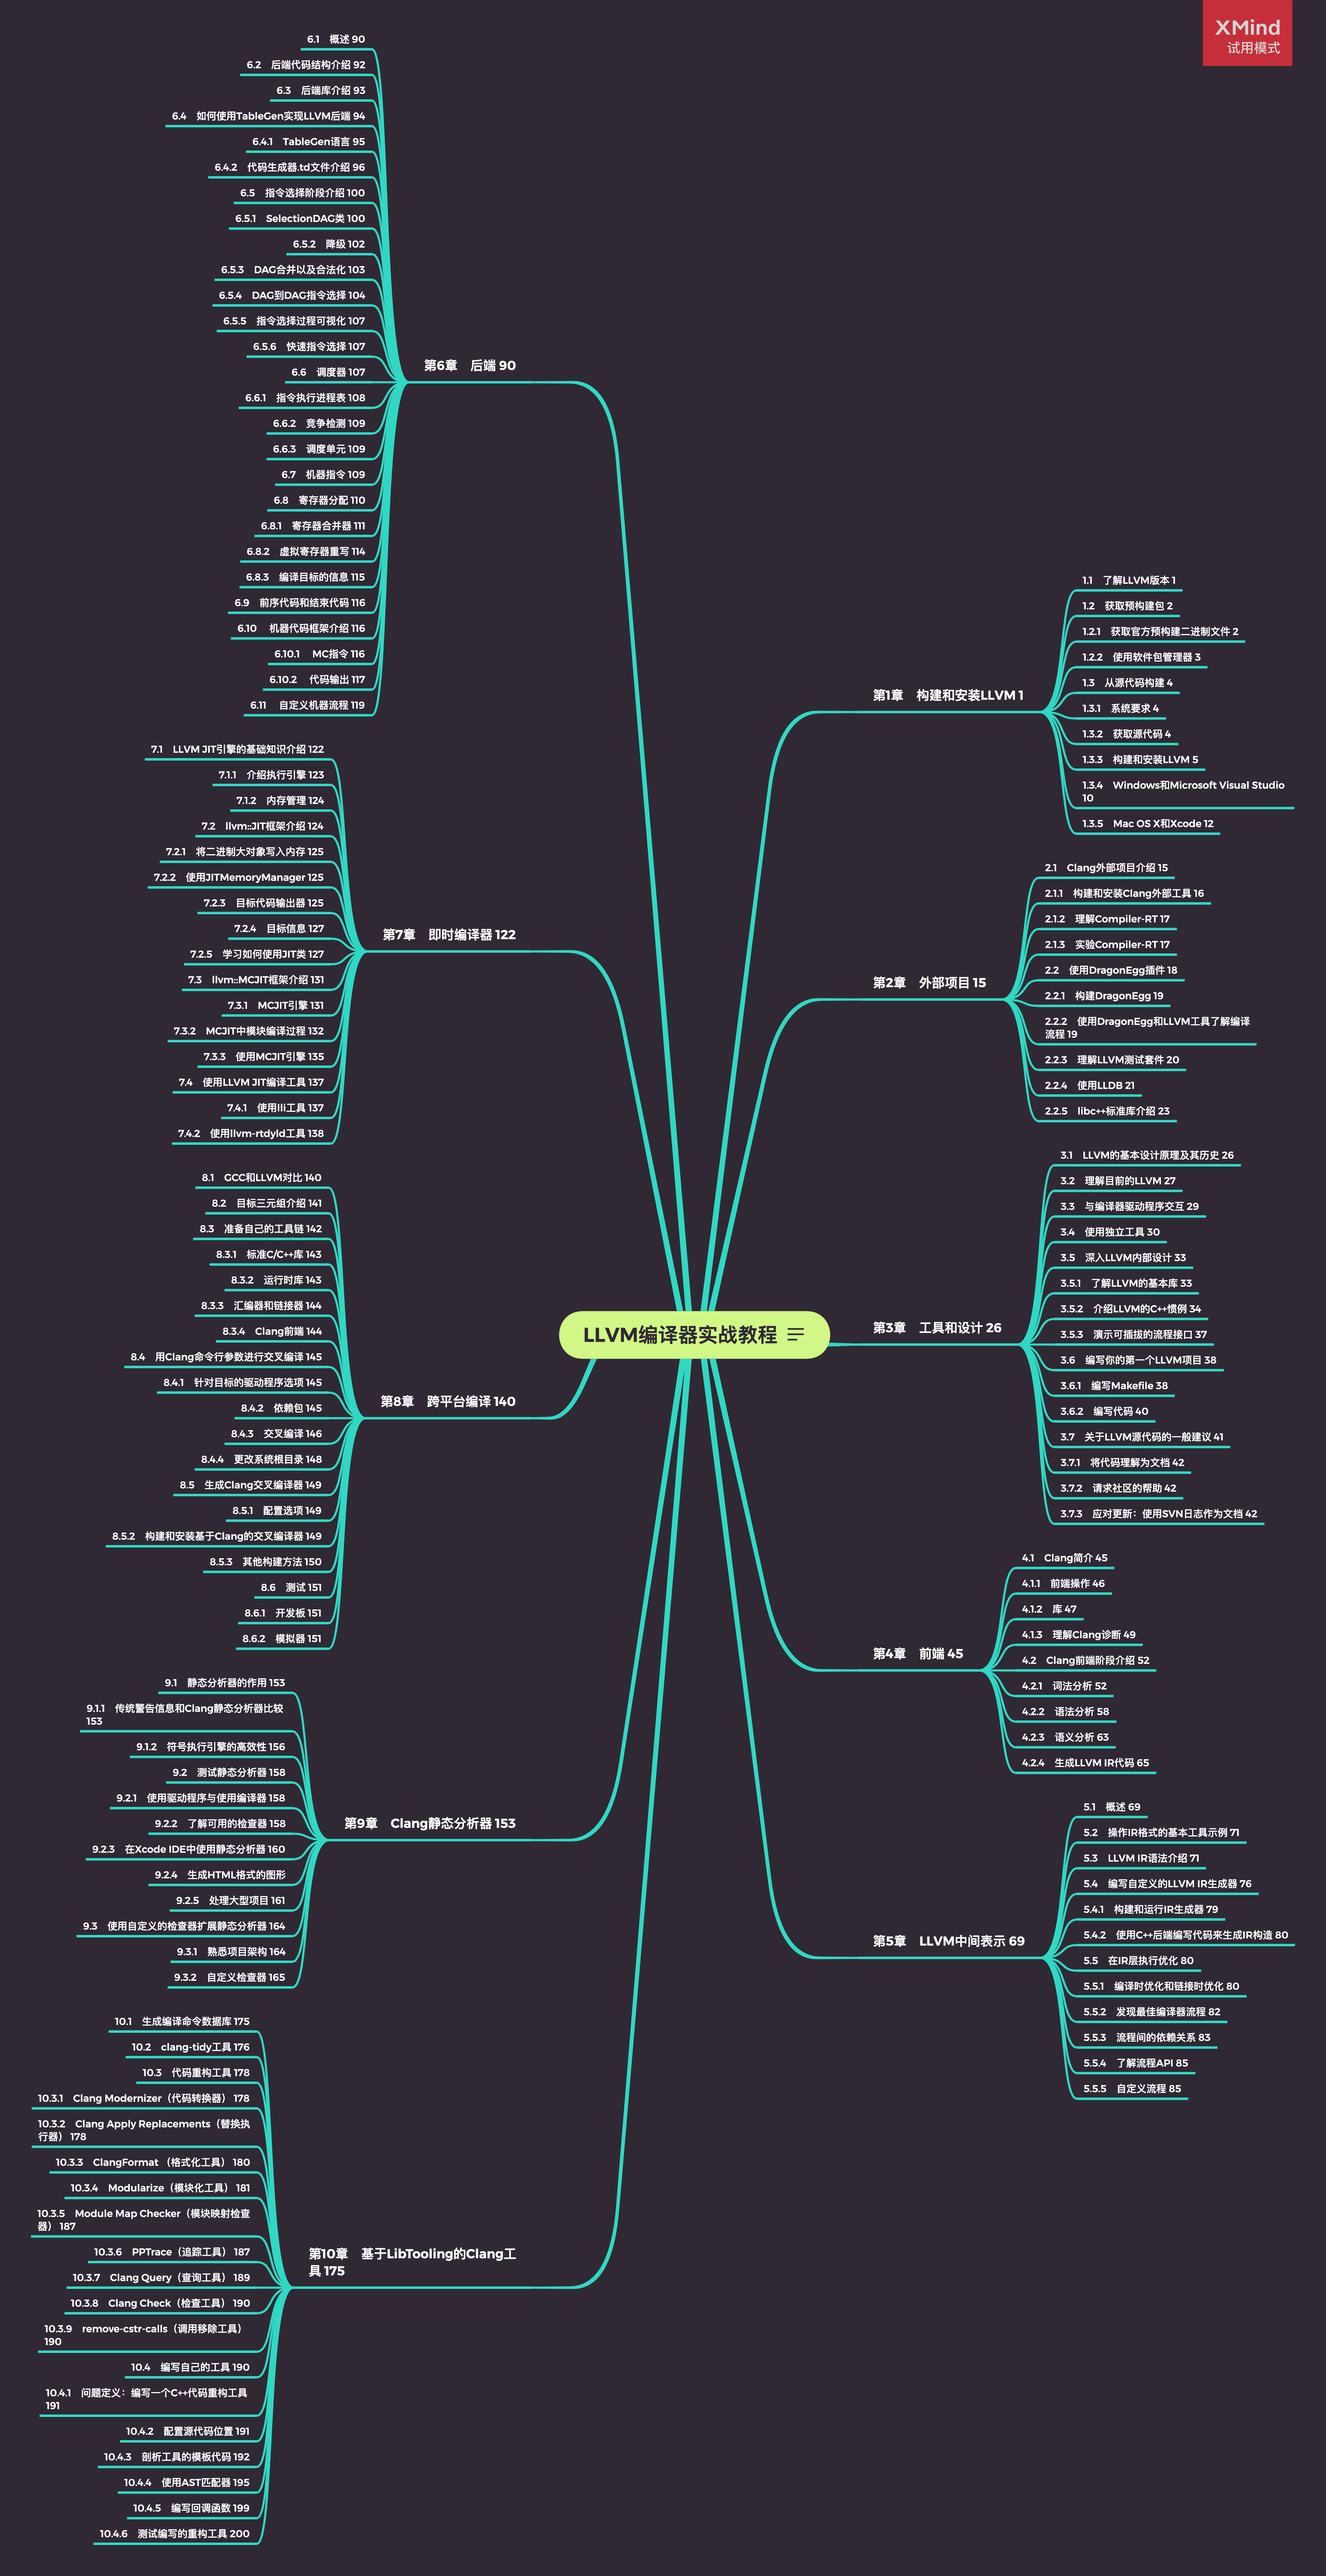 XMind
试用模式
LLVM编译器实战教程
第1章 构建和安装LLVM 1
1.1 了解LLVM版本 1
1.2 获取预构建包 2
1.2.1 获取官方预构建二进制文件 2
1.2.2 使用软件包管理器 3
1.3 从源代码构建 4
1.3.1 系统要求 4
1.3.2 获取源代码 4
1.3.3 构建和安装LLVM 5
1.3.4 Windows和Microsoft Visual Studio
10
1.3.5 Mac OS X和Xcode 12
第2章 外部项目 15
2.1 Clang外部项目介绍 15
2.1.1 构建和安装Clang外部工具 16
2.1.2 理解Compiler-RT 17
2.1.3 实验Compiler-RT 17
2.2 使用DragonEgg插件 18
2.2.1 构建DragonEgg 19
2.2.2 使用DragonEgg和LLVM工具了解编译
流程 19
2.2.3 理解LLVM测试套件 20
2.2.4 使用LLDB 21
2.2.5 libc++标准库介绍 23
第3章 工具和设计 26
3.1 LLVM的基本设计原理及其历史 26
3.2 理解目前的LLVM 27
3.3 与编译器驱动程序交互 29
3.4 使用独立工具 30
3.5 深入LLVM内部设计 33
3.5.1 了解LLVM的基本库 33
3.5.2 介绍LLVM的C++惯例 34
3.5.3 演示可插拔的流程接口 37
3.6 编写你的第一个LLVM项目 38
3.6.1 编写Makefile 38
3.6.2 编写代码 40
3.7 关于LLVM源代码的一般建议 41
3.7.1 将代码理解为文档 42
3.7.2 请求社区的帮助 42
3.7.3 应对更新：使用SVN日志作为文档 42
第4章 前端 45
4.1 Clang简介 45
4.1.1 前端操作 46
4.1.2 库 47
4.1.3 理解Clang诊断 49
4.2 Clang前端阶段介绍 52
4.2.1 词法分析 52
4.2.2 语法分析 58
4.2.3 语义分析 63
4.2.4 生成LLVM IR代码 65
第5章 LLVM中间表示 69
5.1 概述 69
5.2 操作IR格式的基本工具示例 71
5.3 LLVM IR语法介绍 71
5.4 编写自定义的LLVM IR生成器 76
5.4.1 构建和运行IR生成器 79
5.4.2 使用C++后端编写代码来生成IR构造 80
5.5 在IR层执行优化 80
5.5.1 编译时优化和链接时优化 80
5.5.2 发现最佳编译器流程 82
5.5.3 流程间的依赖关系 83
5.5.4 了解流程API 85
5.5.5 自定义流程 85
第6章 后端 90
6.1 概述 90
6.2 后端代码结构介绍 92
6.3 后端库介绍 93
6.4 如何使用TableGen实现LLVM后端 94
6.4.1 TableGen语言 95
6.4.2 代码生成器.td文件介绍 96
6.5 指令选择阶段介绍 100
6.5.1 SelectionDAG类 100
6.5.2 降级 102
6.5.3 DAG合并以及合法化 103
6.5.4 DAG到DAG指令选择 104
6.5.5 指令选择过程可视化 107
6.5.6 快速指令选择 107
6.6 调度器 107
6.6.1 指令执行进程表 108
6.6.2 竞争检测 109
6.6.3 调度单元 109
6.7 机器指令 109
6.8 寄存器分配 110
6.8.1 寄存器合并器 111
6.8.2 虚拟寄存器重写 114
6.8.3 编译目标的信息 115
6.9 前序代码和结束代码 116
6.10 机器代码框架介绍 116
6.10.1 MC指令 116
6.10.2 代码输出 117
6.11 自定义机器流程 119
第7章 即时编译器 122
7.1 LLVM JIT引擎的基础知识介绍 122
7.1.1 介绍执行引擎 123
7.1.2 内存管理 124
7.2 llvm::JIT框架介绍 124
7.2.1 将二进制大对象写入内存 125
7.2.2 使用JITMemoryManager 125
7.2.3 目标代码输出器 125
7.2.4 目标信息 127
7.2.5 学习如何使用JIT类 127
7.3 llvm::MCJIT框架介绍 131
7.3.1 MCJIT引擎 131
7.3.2 MCJIT中模块编译过程 132
7.3.3 使用MCJIT引擎 135
7.4 使用LLVM JIT编译工具 137
7.4.1 使用lli工具 137
7.4.2 使用llvm-rtdyld工具 138
第8章 跨平台编译 140
8.1 GCC和LLVM对比 140
8.2 目标三元组介绍 141
8.3 准备自己的工具链 142
8.3.1 标准C/C++库 143
8.3.2 运行时库 143
8.3.3 汇编器和链接器 144
8.3.4 Clang前端 144
8.4 用Clang命令行参数进行交叉编译 145
8.4.1 针对目标的驱动程序选项 145
8.4.2 依赖包 145
8.4.3 交叉编译 146
8.4.4 更改系统根目录 148
8.5 生成Clang交叉编译器 149
8.5.1 配置选项 149
8.5.2 构建和安装基于Clang的交叉编译器 149
8.5.3 其他构建方法 150
8.6 测试 151
8.6.1 开发板 151
8.6.2 模拟器 151
第9章 Clang静态分析器 153
9.1 静态分析器的作用 153
9.1.1 传统警告信息和Clang静态分析器比较
153
9.1.2 符号执行引擎的高效性 156
9.2 测试静态分析器 158
9.2.1 使用驱动程序与使用编译器 158
9.2.2 了解可用的检查器 158
9.2.3 在Xcode IDE中使用静态分析器 160
9.2.4 生成HTML格式的图形
9.2.5 处理大型项目 161
9.3 使用自定义的检查器扩展静态分析器 164
9.3.1 熟悉项目架构 164
9.3.2 自定义检查器 165
第10章 基于LibTooling的Clang工
具 175
10.1 生成编译命令数据库 175
10.2 clang-tidy工具 176
10.3 代码重构工具 178
10.3.1 Clang Modernizer（代码转换器） 178
10.3.2 Clang Apply Replacements（替换执
行器） 178
10.3.3 ClangFormat （格式化工具） 180
10.3.4 Modularize（模块化工具） 181
10.3.5 Module Map Checker（模块映射检查
器） 187
10.3.6 PPTrace（追踪工具） 187
10.3.7 Clang Query（查询工具） 189
10.3.8 Clang Check（检查工具） 190
10.3.9 remove-cstr-calls（调用移除工具）
190
10.4 编写自己的工具 190
10.4.1 问题定义：编写一个C++代码重构工具
191
10.4.2 配置源代码位置 191
10.4.3 剖析工具的模板代码 192
10.4.4 使用AST匹配器 195
10.4.5 编写回调函数 199
10.4.6 测试编写的重构工具 200